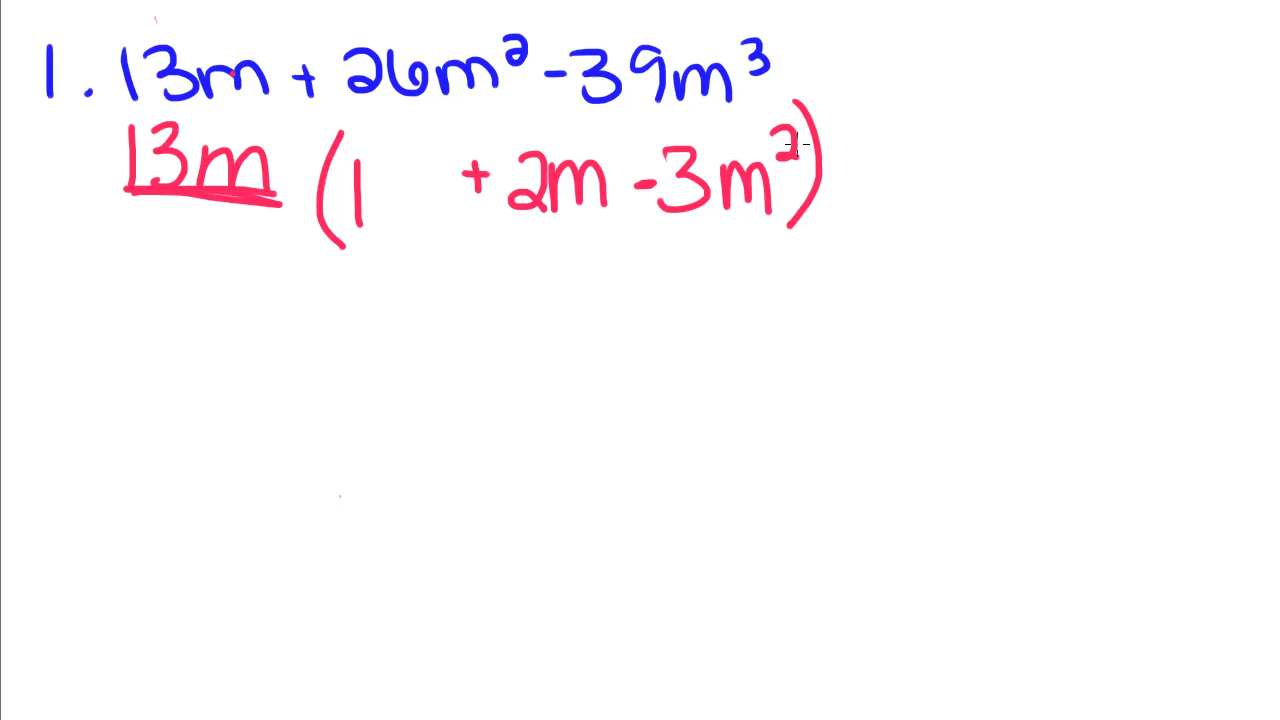 1. 13m + 26m² - 39m³
13m (1 + 2m - 3m²)